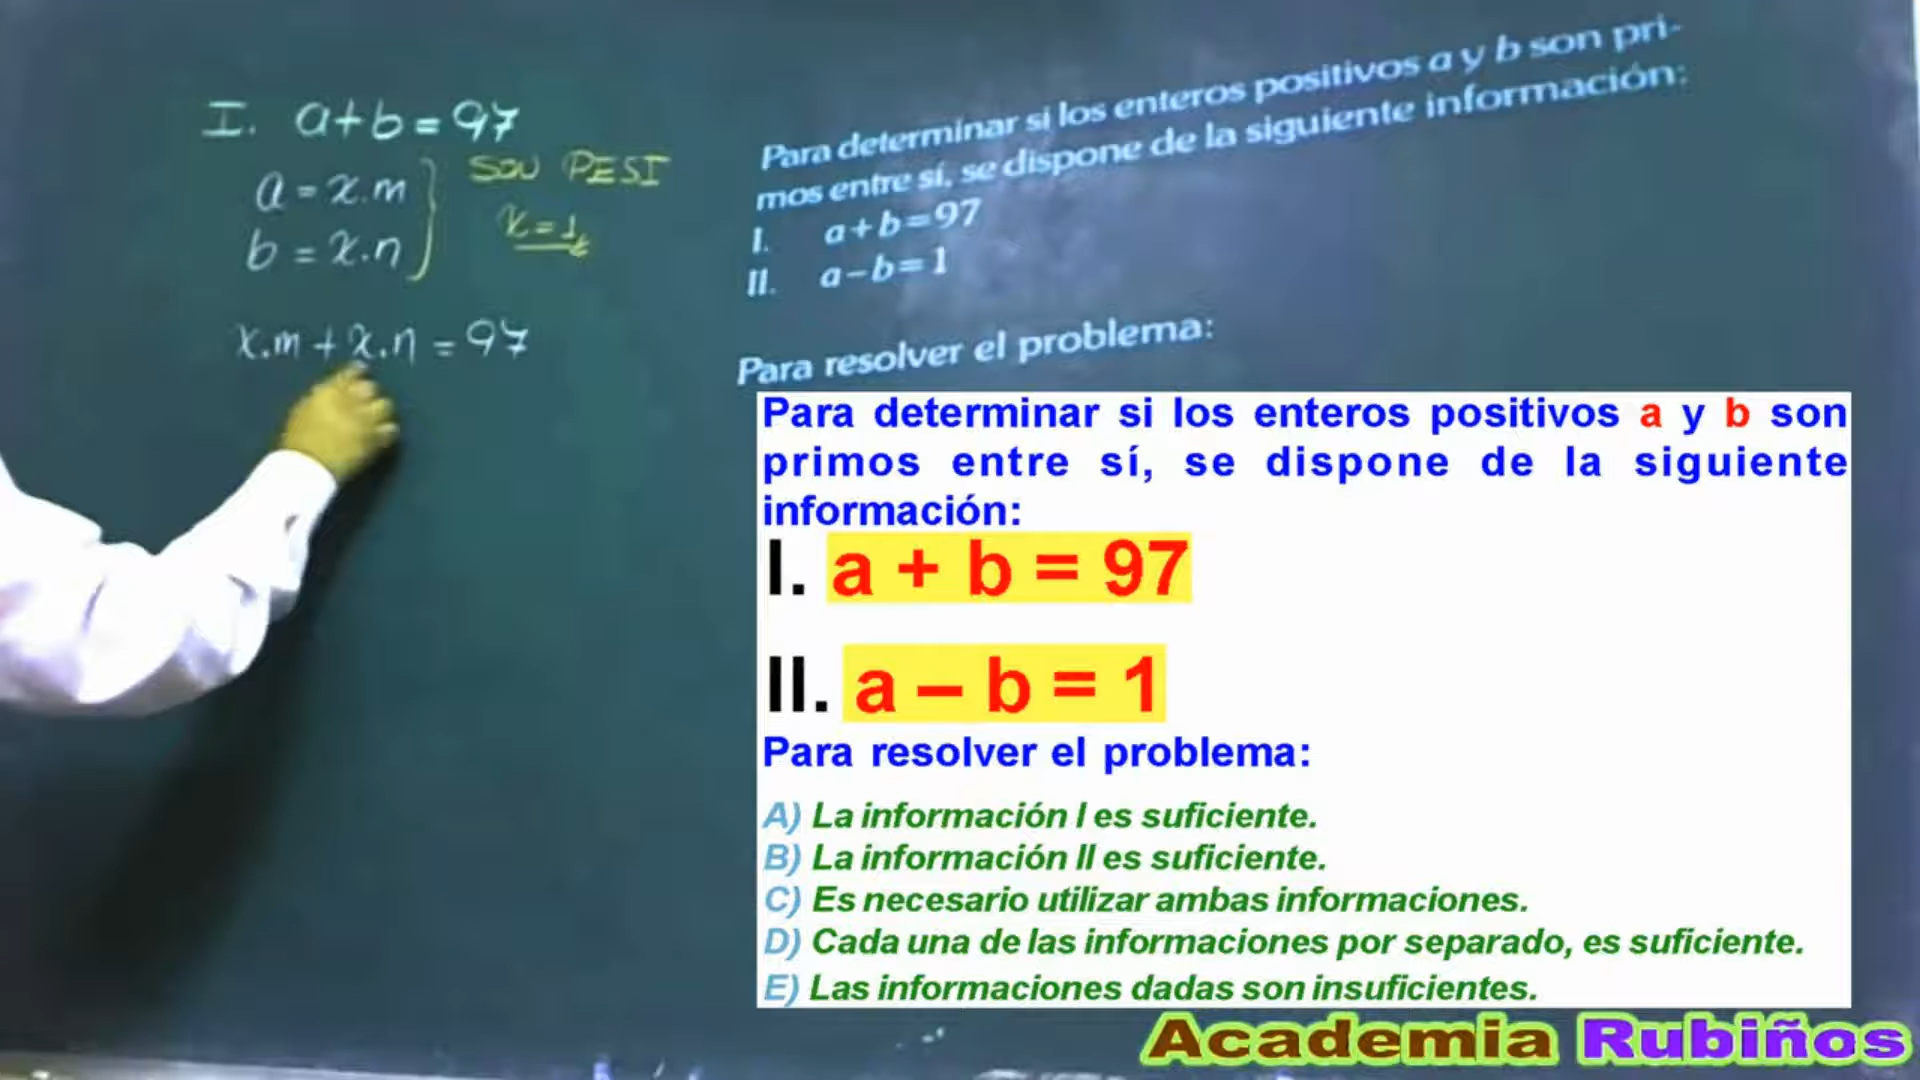 I. a+b=97
a = x.m
b = x.n
SON PESI
x=1
x.m + x.n = 97
Para determinar si los enteros positivos a y b son pri-
mos entre sí, se dispone de la siguiente información:
I. a+b=97
II. a-b=1
Para resolver el problema:
Para determinar si los enteros positivos a y b son
primos entre sí, se dispone de la siguiente
información:
I. a + b = 97
II. a – b = 1
Para resolver el problema:
A) La información I es suficiente.
B) La información II es suficiente.
C) Es necesario utilizar ambas informaciones.
D) Cada una de las informaciones por separado, es suficiente.
E) Las informaciones dadas son insuficientes.
Academia Rubiños